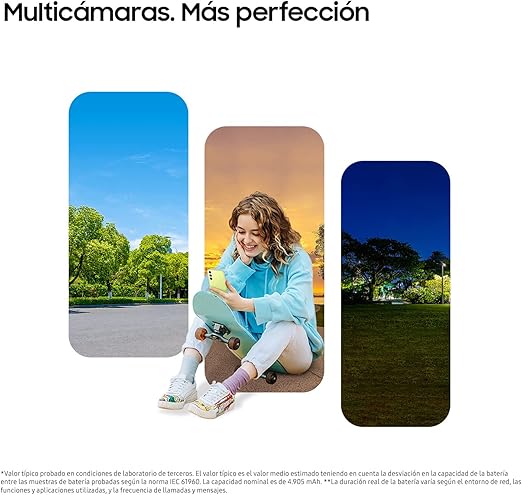 Multicámaras. Más perfección
*Valor típico probado en condiciones de laboratorio de terceros. El valor típico es el valor medio estimado teniendo en cuenta la desviación en la capacidad de la batería
entre las muestras de batería probadas según la norma IEC 61960. La capacidad nominal es de 4.905 mAh. **La duración real de la batería varía según el entorno de red, las
funciones y aplicaciones utilizadas, y la frecuencia de llamadas y mensajes.